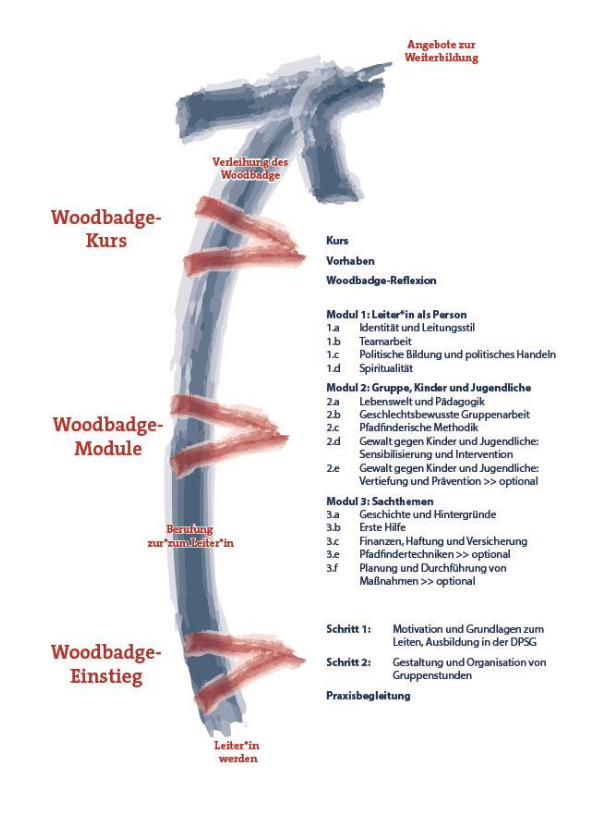 Angebote zur
Weiterbildung
Verleihung des
Woodbadge
Woodbadge-
Kurs
Kurs
Vorhaben
Woodbadge-Reflexion
Modul 1: Leiter*in als Person
1.a Identität und Leitungsstil
1.b Teamarbeit
1.c Politische Bildung und politisches Handeln
1.d Spiritualität
Modul 2: Gruppe, Kinder und Jugendliche
2.a Lebenswelt und Pädagogik
2.b Geschlechtsbewusste Gruppenarbeit
2.c Pfadfinderische Methodik
2.d Gewalt gegen Kinder und Jugendliche:
Sensibilisierung und Intervention
2.e Gewalt gegen Kinder und Jugendliche:
Vertiefung und Prävention >> optional
Woodbadge-
Module
Modul 3: Sachthemen
3.a Geschichte und Hintergründe
3.b Erste Hilfe
3.c Finanzen, Haftung und Versicherung
3.e Pfadfindertechniken >> optional
3.f Planung und Durchführung von
Maßnahmen >> optional
Berufung
zur*zum Leiter*in
Schritt 1: Motivation und Grundlagen zum
Leiten, Ausbildung in der DPSG
Schritt 2: Gestaltung und Organisation von
Gruppenstunden
Praxisbegleitung
Woodbadge-
Einstieg
Leiter*in
werden